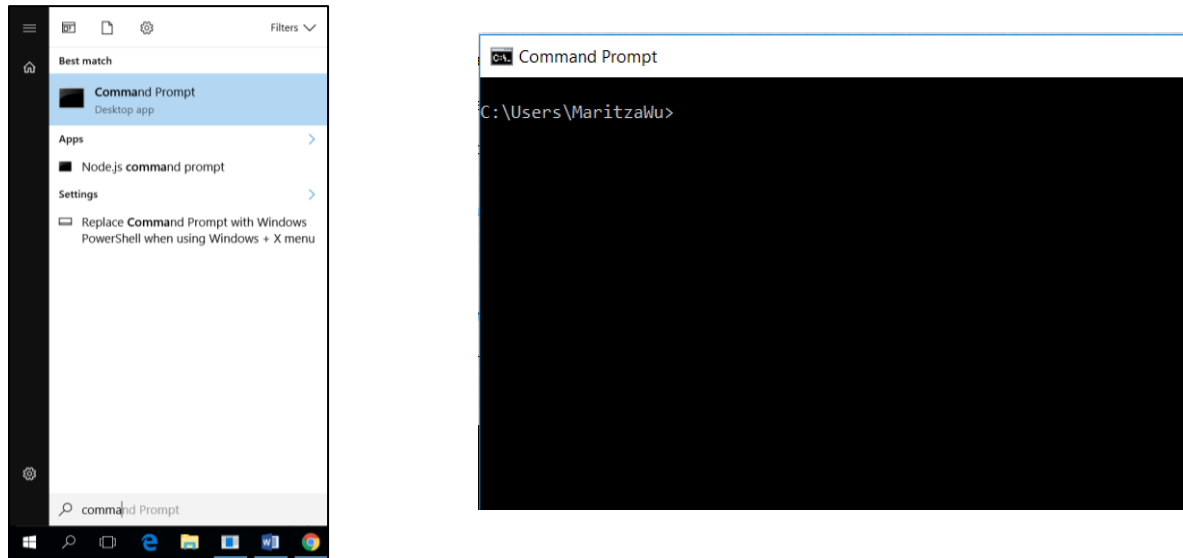 Filters
Best match
Command Prompt
Desktop app
Apps
Node.js command prompt
Settings
Replace Command Prompt with Windows
PowerShell when using Windows + X menu
command Prompt
Command Prompt
C:\Users\MaritzaWu>